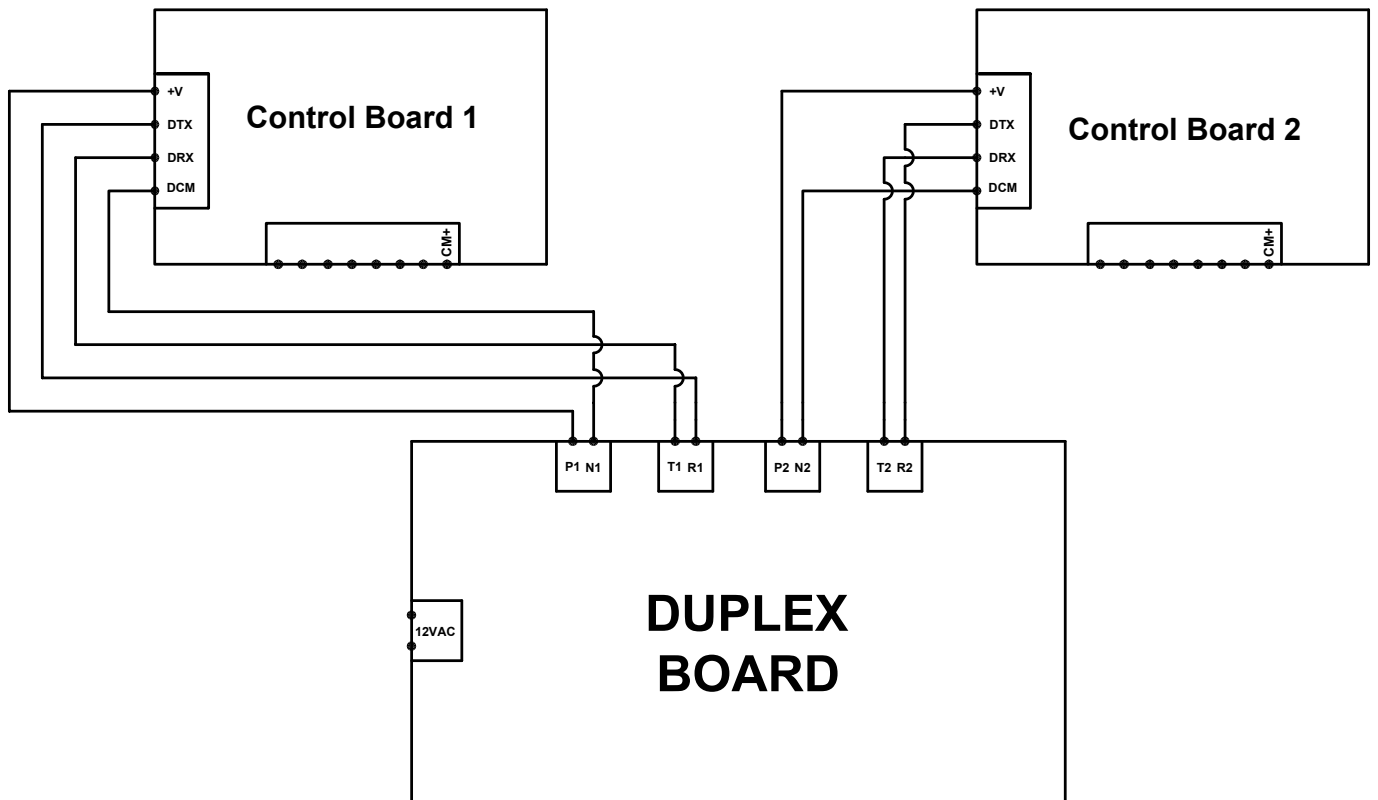 Control Board 1
+V
DTX
DRX
DCM
CM+
Control Board 2
+V
DTX
DRX
DCM
CM+
P1 N1
T1 R1
P2 N2
T2 R2
12VAC
DUPLEX
BOARD